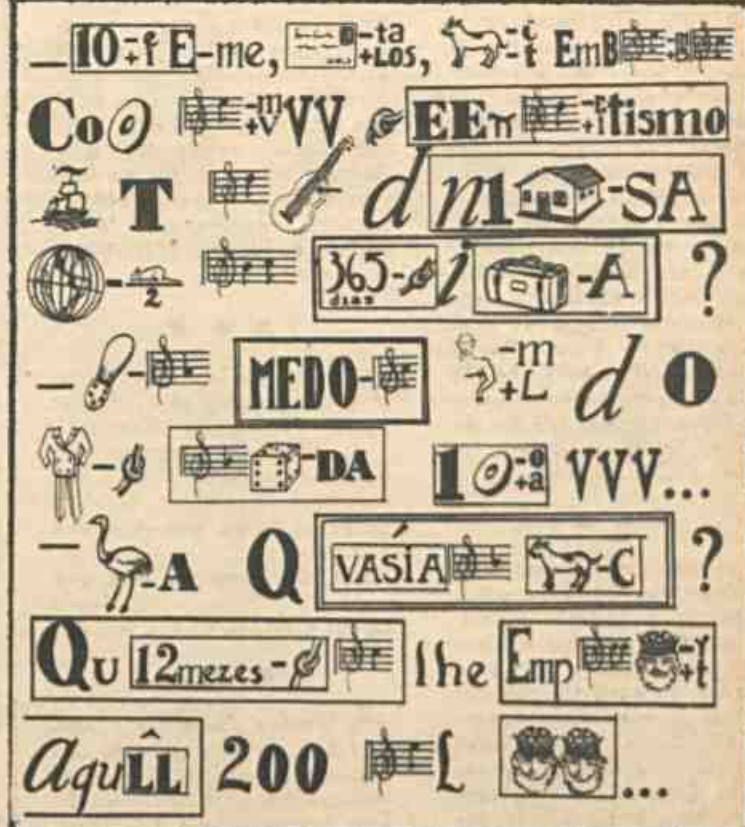 — 10 -e +f E-me, -ta +LOS, -c -t EmB +B
Co -m +V VV EEn tismo
T - d n1 -SA
- 2 365 dias - i -A ?
— - MEDO- -m +L d O
- -DA 1 -o +a VVV...
— -A Q VASÍA -C ?
Qu 12mezes - lhe Emp -r +t
AquLL^ 200 L ...